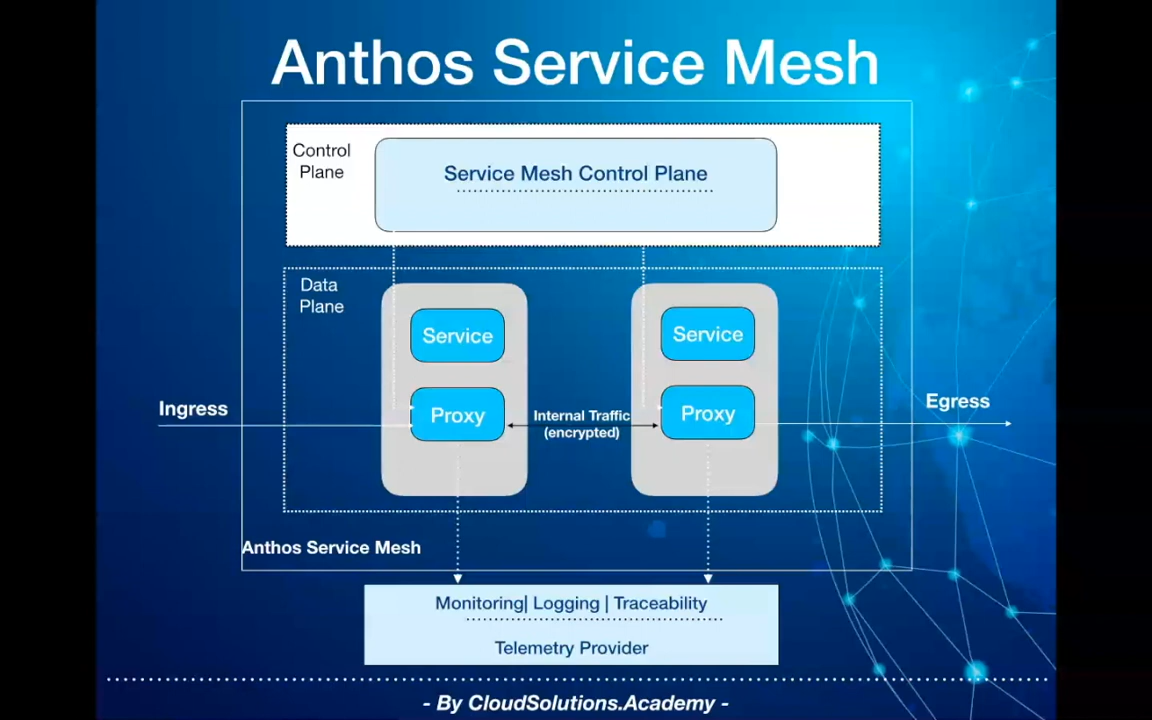 Anthos Service Mesh
Control
Plane
Service Mesh Control Plane
Data
Plane
Service
Service
Proxy
Proxy
Ingress
Internal Traffic
(encrypted)
Egress
Anthos Service Mesh
Monitoring| Logging | Traceability
Telemetry Provider
- By CloudSolutions.Academy -